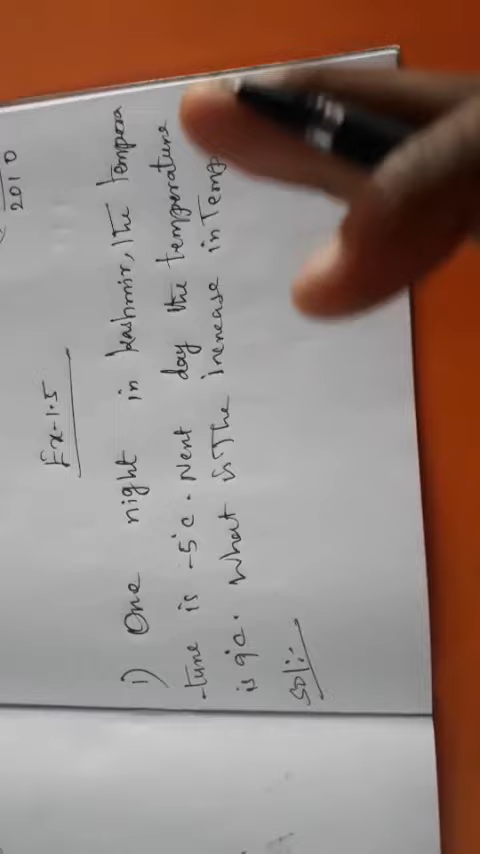 2010
Ex-1.5
1) One night in kashmir, the tempera
-ture is -5°c. Next day the temperature
is 9°c. What is The increase in Temp
Sol:-